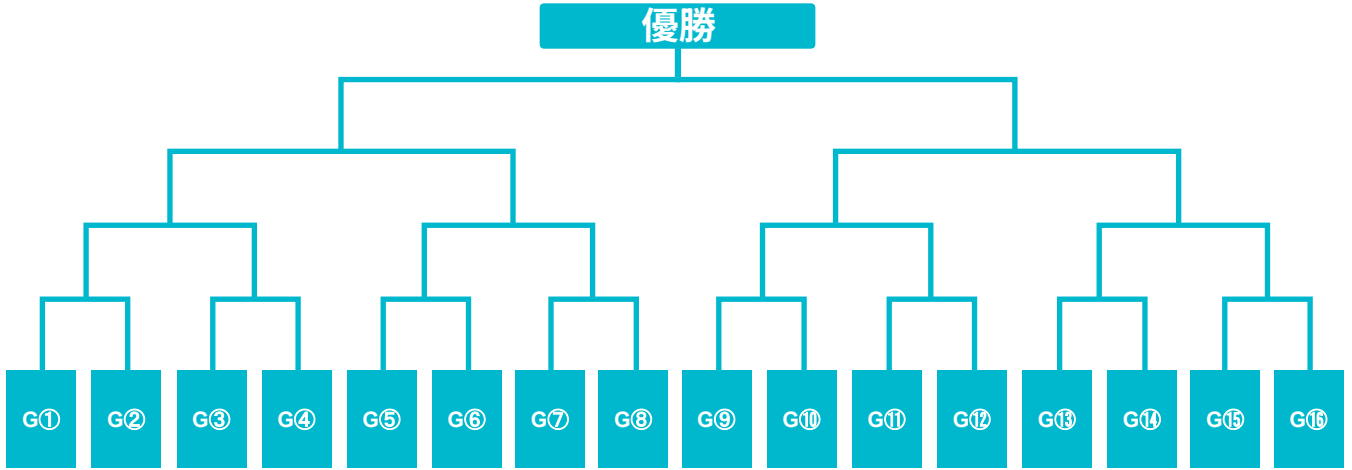 優勝
G① G② G③ G④ G⑤ G⑥ G⑦ G⑧ G⑨ G⑩ G⑪ G⑫ G⑬ G⑭ G⑮ G⑯